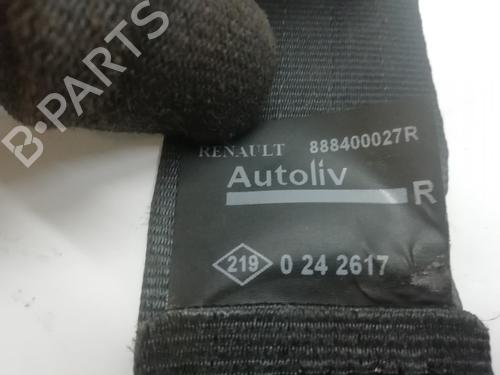 B-PARTS
RENAULT 888400027R
Autoliv
R
219 0 24 2617